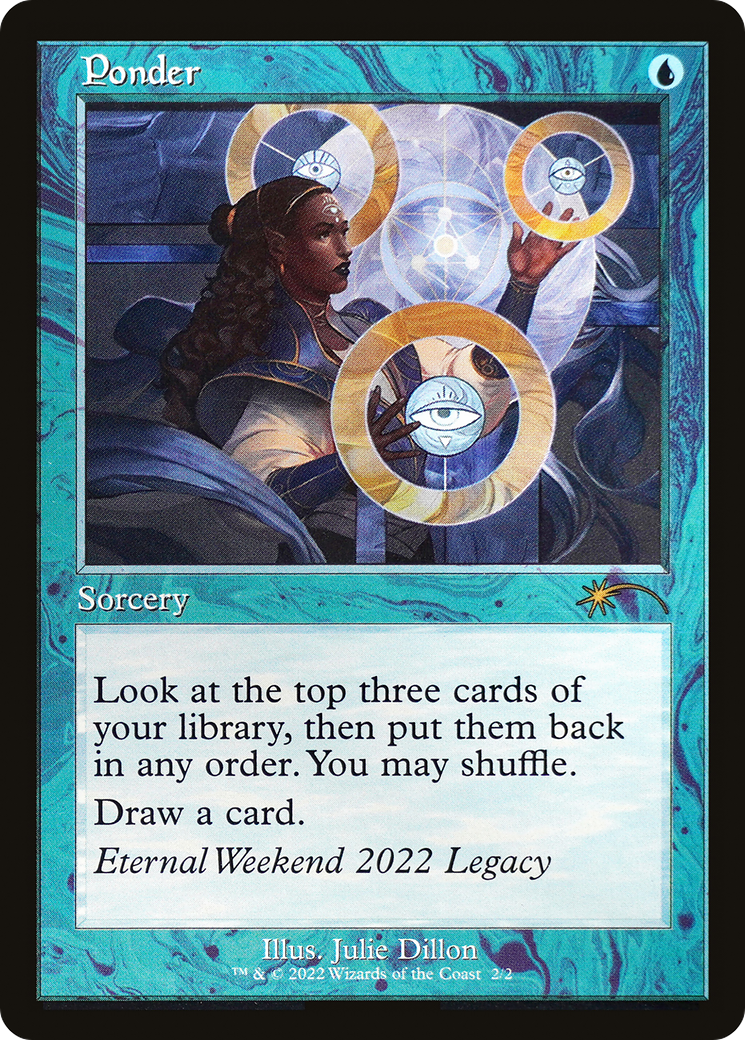 Ponder
Sorcery
Look at the top three cards of
your library, then put them back
in any order. You may shuffle.
Draw a card.
Eternal Weekend 2022 Legacy
Illus. Julie Dillon
™ & © 2022 Wizards of the Coast 2/2